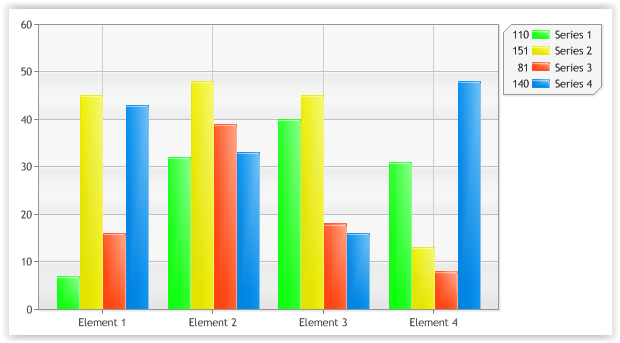 60
50
40
30
20
10
0
Element 1 Element 2 Element 3 Element 4
110 Series 1
151 Series 2
81 Series 3
140 Series 4